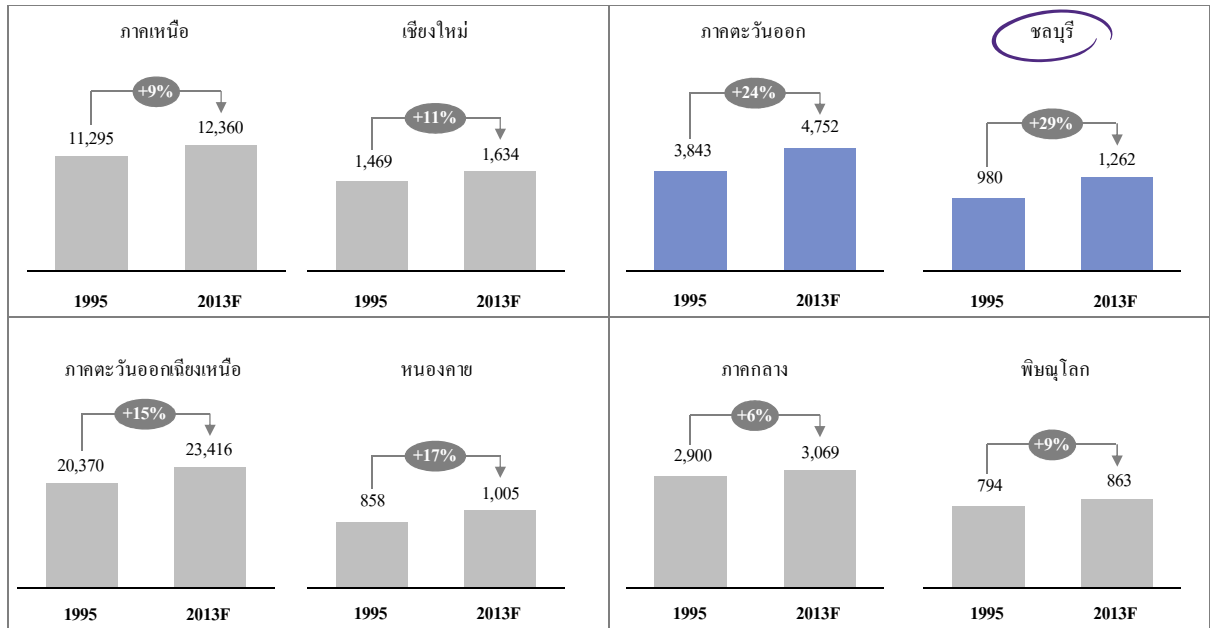 ภาคเหนือ
+9%
11,295
12,360
1995
2013F
เชียงใหม่
+11%
1,469
1,634
1995
2013F
ภาคตะวันออก
+24%
3,843
4,752
1995
2013F
ชลบุรี
+29%
980
1,262
1995
2013F
ภาคตะวันออกเฉียงเหนือ
+15%
20,370
23,416
1995
2013F
หนองคาย
+17%
858
1,005
1995
2013F
ภาคกลาง
+6%
2,900
3,069
1995
2013F
พิษณุโลก
+9%
794
863
1995
2013F